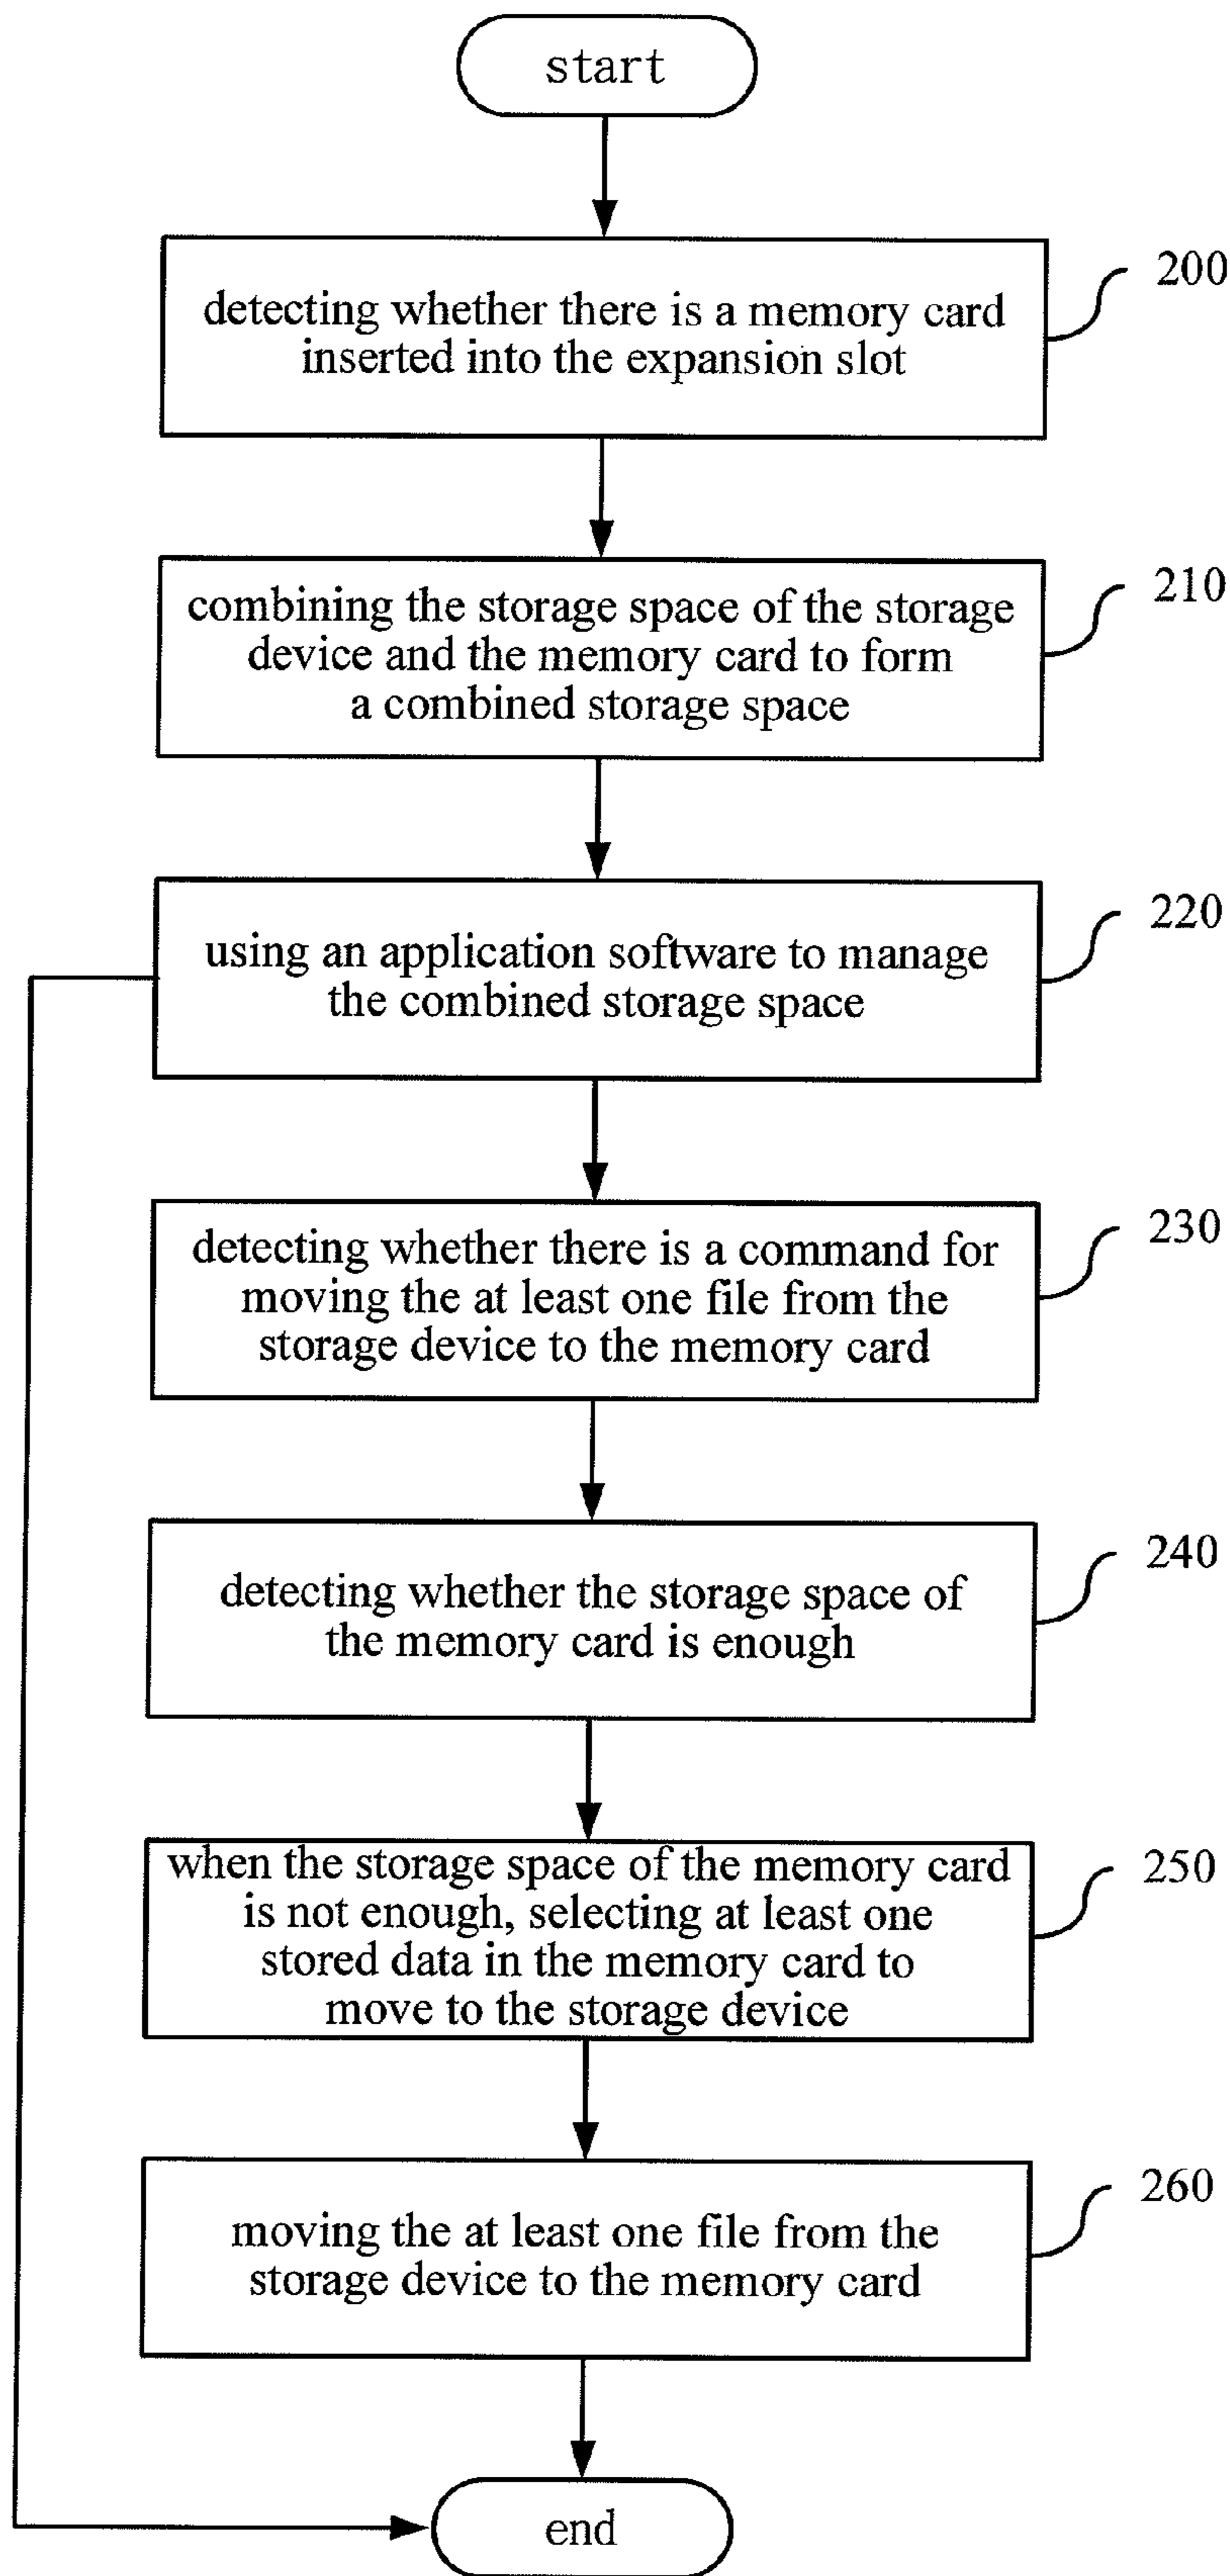 start
detecting whether there is a memory card
inserted into the expansion slot
200
combining the storage space of the storage
device and the memory card to form
a combined storage space
210
using an application software to manage
the combined storage space
220
detecting whether there is a command for
moving the at least one file from the
storage device to the memory card
230
detecting whether the storage space of
the memory card is enough
240
when the storage space of the memory card
is not enough, selecting at least one
stored data in the memory card to
move to the storage device
250
moving the at least one file from the
storage device to the memory card
260
end